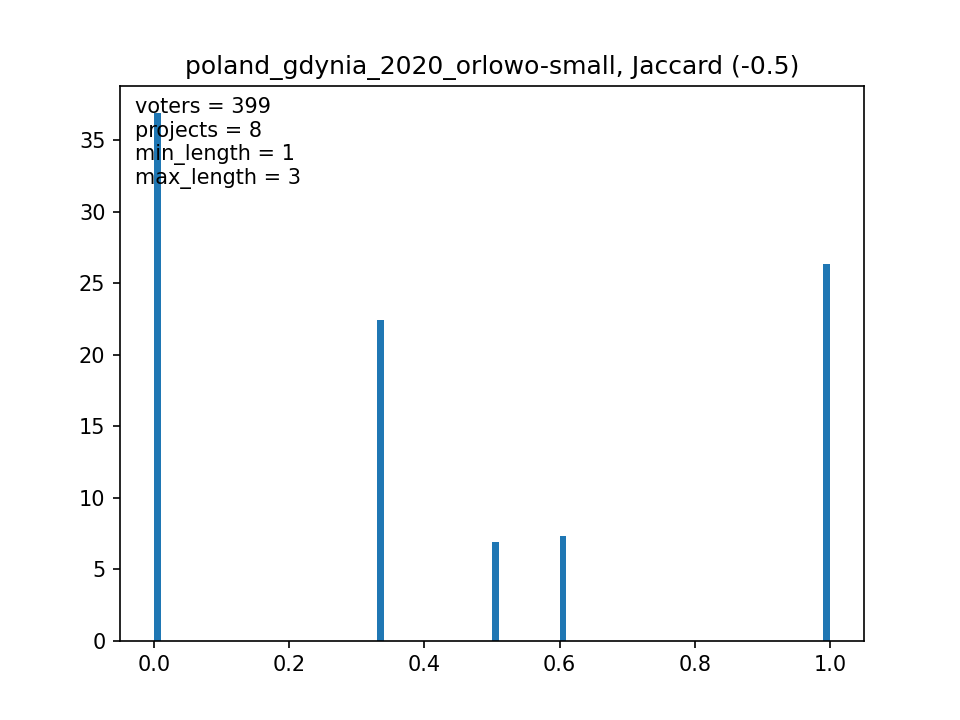 poland_gdynia_2020_orlowo-small, Jaccard (-0.5)
voters = 399
projects = 8
min_length = 1
max_length = 3
35
30
25
20
15
10
5
0
0.0 0.2 0.4 0.6 0.8 1.0